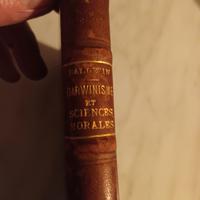 BALDWIN
DARWINISME
ET
SCIENCES
MORALES